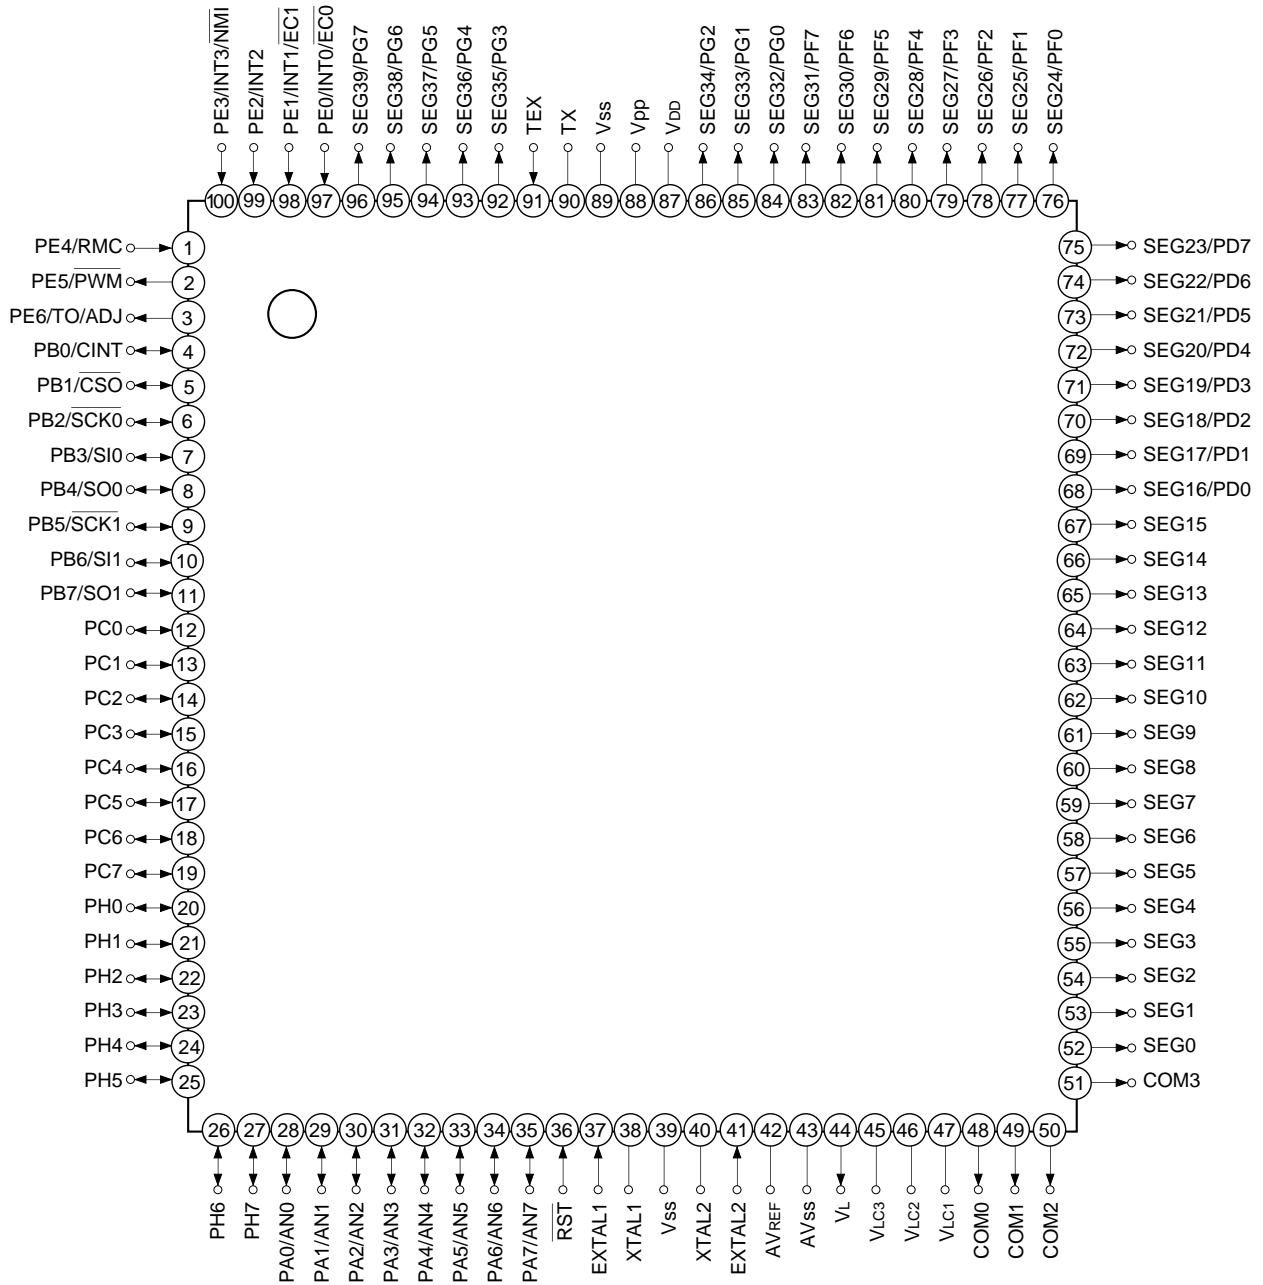 PE3/INT3/NMI
PE2/INT2
PE1/INT1/EC1
PE0/INT0/EC0
SEG39/PG7
SEG38/PG6
SEG37/PG5
SEG36/PG4
SEG35/PG3
TEX
TX
Vss
Vpp
VDD
SEG34/PG2
SEG33/PG1
SEG32/PG0
SEG31/PF7
SEG30/PF6
SEG29/PF5
SEG28/PF4
SEG27/PF3
SEG26/PF2
SEG25/PF1
SEG24/PF0
100 99 98 97 96 95 94 93 92 91 90 89 88 87 86 85 84 83 82 81 80 79 78 77 76
PE4/RMC 1 75 SEG23/PD7
PE5/PWM 2 74 SEG22/PD6
PE6/TO/ADJ 3 73 SEG21/PD5
PB0/CINT 4 72 SEG20/PD4
PB1/CSO 5 71 SEG19/PD3
PB2/SCK0 6 70 SEG18/PD2
PB3/SI0 7 69 SEG17/PD1
PB4/SO0 8 68 SEG16/PD0
PB5/SCK1 9 67 SEG15
PB6/SI1 10 66 SEG14
PB7/SO1 11 65 SEG13
PC0 12 64 SEG12
PC1 13 63 SEG11
PC2 14 62 SEG10
PC3 15 61 SEG9
PC4 16 60 SEG8
PC5 17 59 SEG7
PC6 18 58 SEG6
PC7 19 57 SEG5
PH0 20 56 SEG4
PH1 21 55 SEG3
PH2 22 54 SEG2
PH3 23 53 SEG1
PH4 24 52 SEG0
PH5 25 51 COM3
26 27 28 29 30 31 32 33 34 35 36 37 38 39 40 41 42 43 44 45 46 47 48 49 50
PH6
PH7
PA0/AN0
PA1/AN1
PA2/AN2
PA3/AN3
PA4/AN4
PA5/AN5
PA6/AN6
PA7/AN7
RST
EXTAL1
XTAL1
Vss
XTAL2
EXTAL2
AVREF
AVss
VL
VLC3
VLC2
VLC1
COM0
COM1
COM2